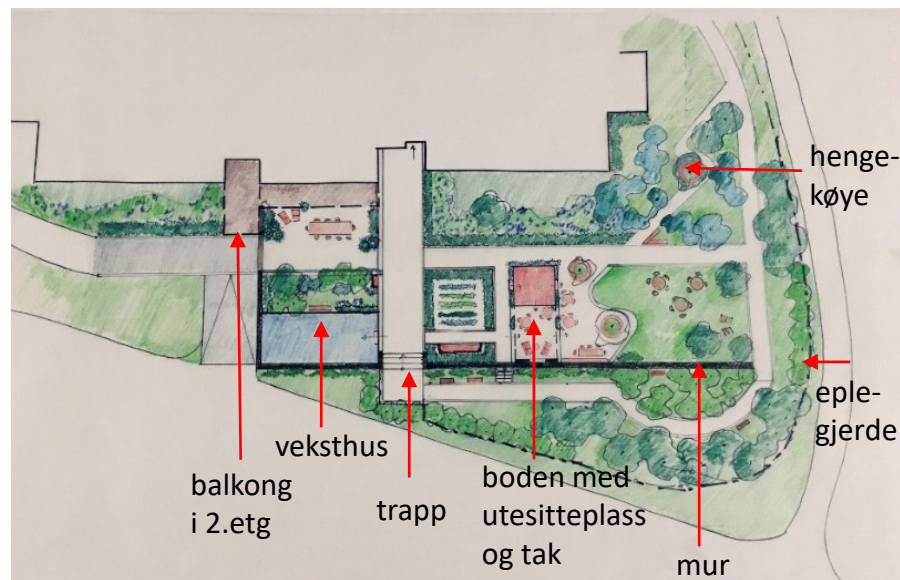 henge-
køye
eple-
gjerde
veksthus
balkong
i 2.etg
trapp
boden med
utesitteplass
og tak
mur